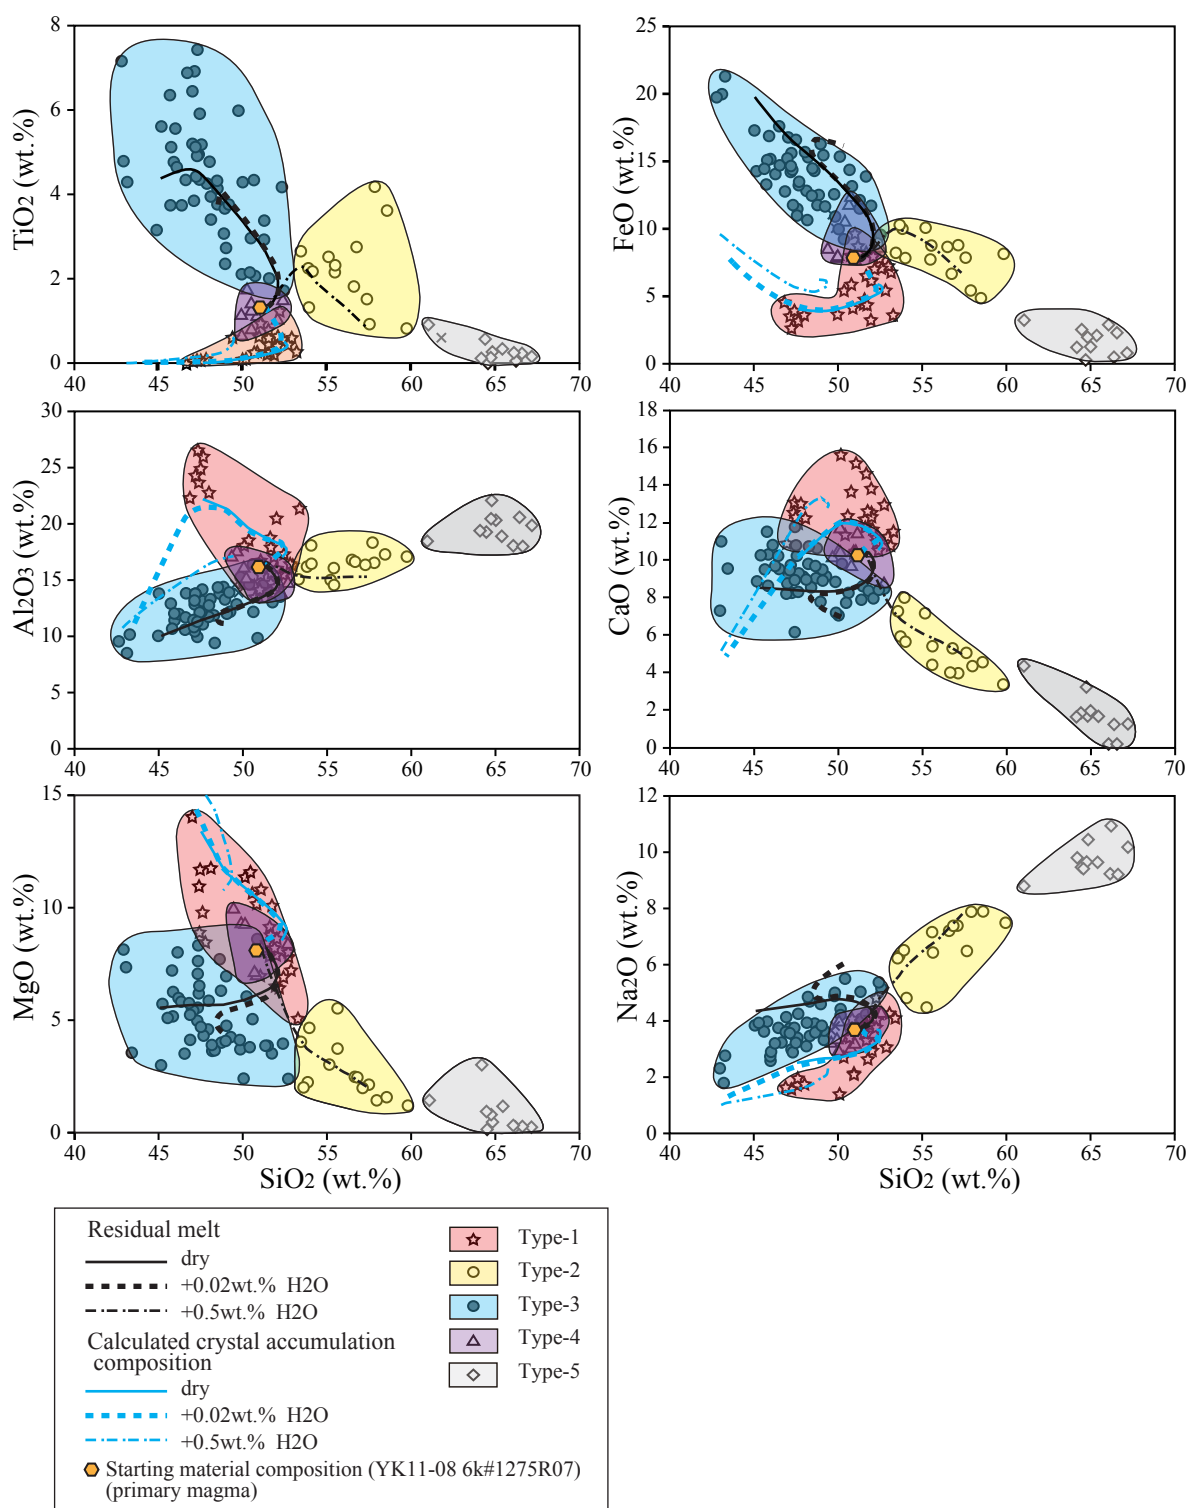 8
6
4
2
0
TiO2 (wt.%)
40 45 50 55 60 65 70
25
20
15
10
5
0
FeO (wt.%)
40 45 50 55 60 65 70
30
25
20
15
10
5
0
Al2O3 (wt.%)
40 45 50 55 60 65 70
18
16
14
12
10
8
6
4
2
0
CaO (wt.%)
40 45 50 55 60 65 70
15
10
5
0
MgO (wt.%)
40 45 50 55 60 65 70
SiO2 (wt.%)
12
10
8
6
4
2
0
Na2O (wt.%)
40 45 50 55 60 65 70
SiO2 (wt.%)
Residual melt
dry
+0.02wt.% H2O
+0.5wt.% H2O
Calculated crystal accumulation
composition
dry
+0.02wt.% H2O
+0.5wt.% H2O
Starting material composition (YK11-08 6k#1275R07)
(primary magma)
Type-1
Type-2
Type-3
Type-4
Type-5